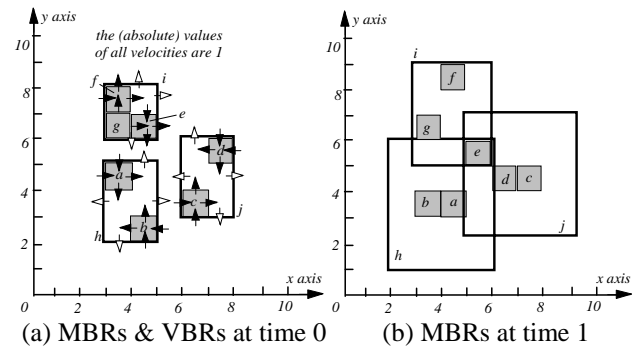 y axis
10
8
6
4
2
0
the (absolute) values
of all velocities are 1
f
i
g
e
a
d
c
b
h
j
x axis
2
4
6
8
10
(a) MBRs & VBRs at time 0
y axis
10
8
6
4
2
0
i
f
g
e
d
c
b
a
h
j
x axis
2
4
6
8
10
(b) MBRs at time 1